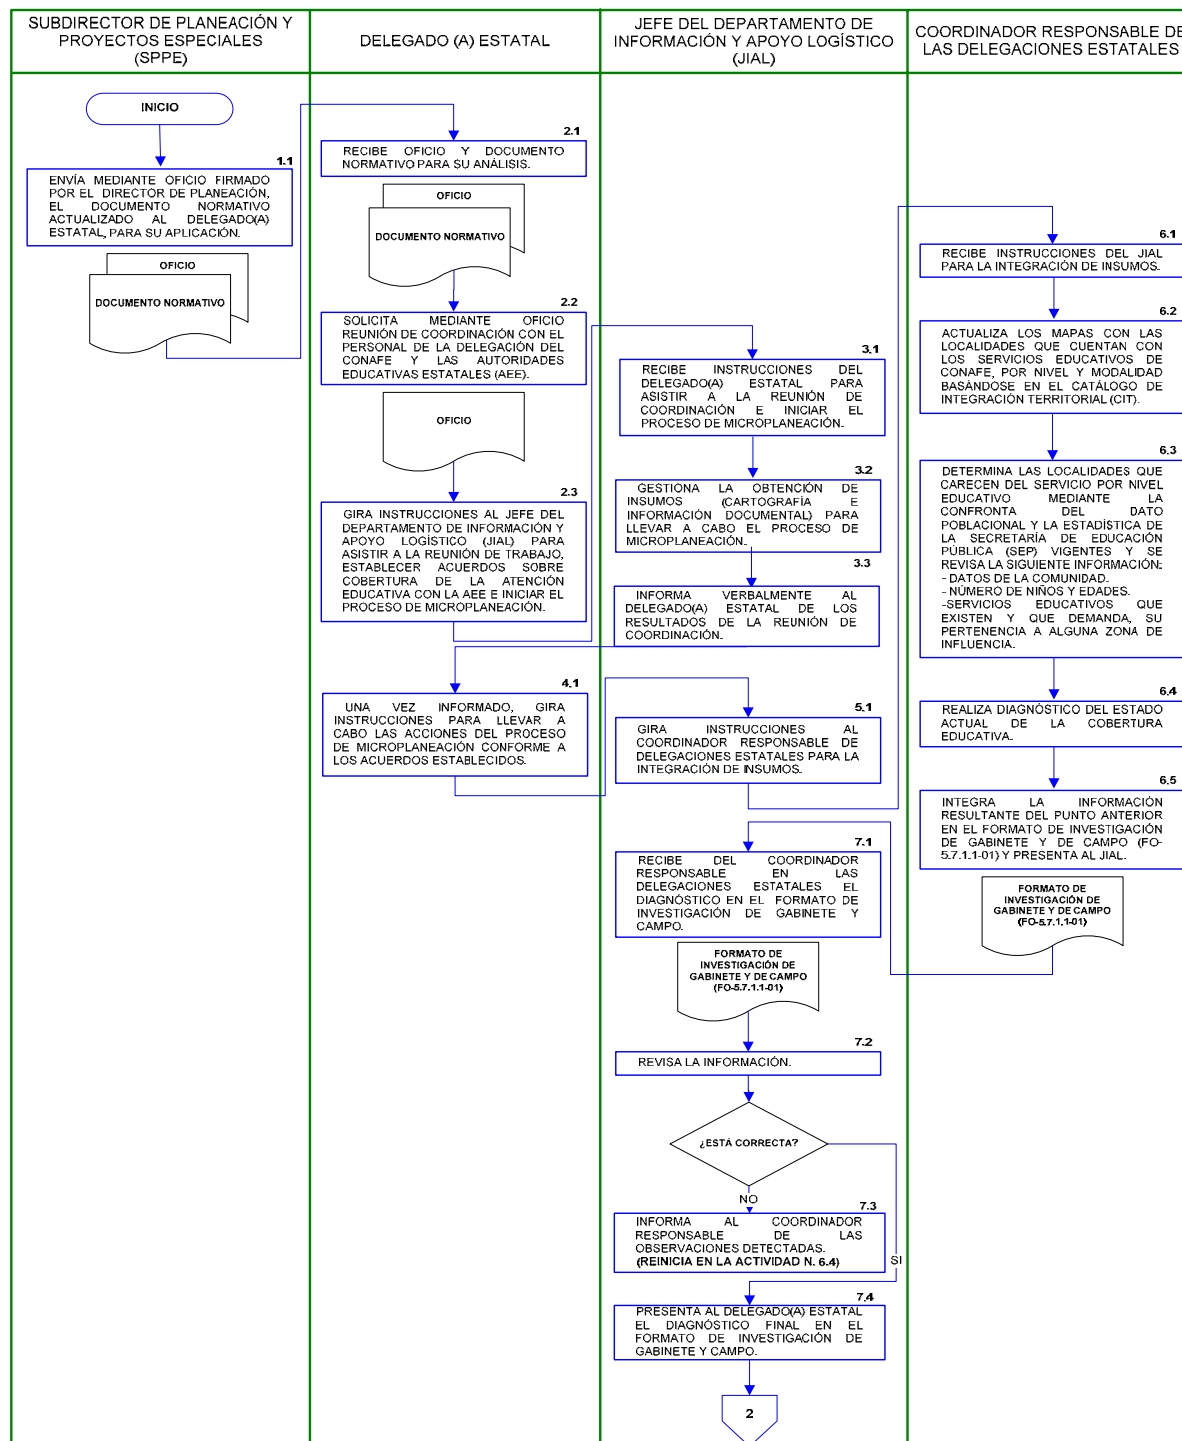 SUBDIRECTOR DE PLANEACIÓN Y
PROYECTOS ESPECIALES
(SPPE)
DELEGADO (A) ESTATAL
JEFE DEL DEPARTAMENTO DE
INFORMACIÓN Y APOYO LOGÍSTICO
(JIAL)
COORDINADOR RESPONSABLE DE
LAS DELEGACIONES ESTATALES
INICIO
1.1
ENVÍA MEDIANTE OFICIO FIRMADO
POR EL DIRECTOR DE PLANEACIÓN,
EL DOCUMENTO NORMATIVO
ACTUALIZADO AL DELEGADO(A)
ESTATAL, PARA SU APLICACIÓN.
OFICIO
DOCUMENTO NORMATIVO
2.1
RECIBE OFICIO Y DOCUMENTO
NORMATIVO PARA SU ANÁLISIS.
OFICIO
DOCUMENTO NORMATIVO
2.2
SOLICITA MEDIANTE OFICIO
REUNIÓN DE COORDINACIÓN CON EL
PERSONAL DE LA DELEGACIÓN DEL
CONAFE Y LAS AUTORIDADES
EDUCATIVAS ESTATALES (AEE).
OFICIO
2.3
GIRA INSTRUCCIONES AL JEFE DEL
DEPARTAMENTO DE INFORMACIÓN Y
APOYO LOGÍSTICO (JIAL) PARA
ASISTIR A LA REUNIÓN DE TRABAJO,
ESTABLECER ACUERDOS SOBRE
COBERTURA DE LA ATENCIÓN
EDUCATIVA CON LA AEE E INICIAR EL
PROCESO DE MICROPLANEACIÓN.
3.1
RECIBE INSTRUCCIONES DEL
DELEGADO(A) ESTATAL PARA
ASISTIR A LA REUNIÓN DE
COORDINACIÓN E INICIAR EL
PROCESO DE MICROPLANEACIÓN.
3.2
GESTIONA LA OBTENCIÓN DE
INSUMOS (CARTOGRAFÍA E
INFORMACIÓN DOCUMENTAL) PARA
LLEVAR A CABO EL PROCESO DE
MICROPLANEACIÓN.
3.3
INFORMA VERBALMENTE AL
DELEGADO(A) ESTATAL DE LOS
RESULTADOS DE LA REUNIÓN DE
COORDINACIÓN.
4.1
UNA VEZ INFORMADO, GIRA
INSTRUCCIONES PARA LLEVAR A
CABO LAS ACCIONES DEL PROCESO
DE MICROPLANEACIÓN CONFORME A
LOS ACUERDOS ESTABLECIDOS.
5.1
GIRA INSTRUCCIONES AL
COORDINADOR RESPONSABLE DE
DELEGACIONES ESTATALES PARA LA
INTEGRACIÓN DE INSUMOS.
6.1
RECIBE INSTRUCCIONES DEL JIAL
PARA LA INTEGRACIÓN DE INSUMOS.
6.2
ACTUALIZA LOS MAPAS CON LAS
LOCALIDADES QUE CUENTAN CON
LOS SERVICIOS EDUCATIVOS DE
CONAFE, POR NIVEL Y MODALIDAD
BASÁNDOSE EN EL CATÁLOGO DE
INTEGRACIÓN TERRITORIAL (CIT).
6.3
DETERMINA LAS LOCALIDADES QUE
CARECEN DEL SERVICIO POR NIVEL
EDUCATIVO MEDIANTE LA
CONFRONTA DEL DATO
POBLACIONAL Y LA ESTADÍSTICA DE
LA SECRETARÍA DE EDUCACIÓN
PÚBLICA (SEP) VIGENTES Y SE
REVISA LA SIGUIENTE INFORMACIÓN:
- DATOS DE LA COMUNIDAD.
- NÚMERO DE NIÑOS Y EDADES.
-SERVICIOS EDUCATIVOS QUE
EXISTEN Y QUE DEMANDA, SU
PERTENENCIA A ALGUNA ZONA DE
INFLUENCIA.
6.4
REALIZA DIAGNÓSTICO DEL ESTADO
ACTUAL DE LA COBERTURA
EDUCATIVA.
6.5
INTEGRA LA INFORMACIÓN
RESULTANTE DEL PUNTO ANTERIOR
EN EL FORMATO DE INVESTIGACIÓN
DE GABINETE Y DE CAMPO (FO-
5.7.1.1-01) Y PRESENTA AL JIAL.
FORMATO DE
INVESTIGACIÓN DE
GABINETE Y DE CAMPO
(FO-5.7.1.1-01)
7.1
RECIBE DEL COORDINADOR
RESPONSABLE EN LAS
DELEGACIONES ESTATALES EL
DIAGNÓSTICO EN EL FORMATO DE
INVESTIGACIÓN DE GABINETE Y
CAMPO.
FORMATO DE
INVESTIGACIÓN DE
GABINETE Y DE CAMPO
(FO-5.7.1.1-01)
7.2
REVISA LA INFORMACIÓN.
¿ESTÁ CORRECTA?
NO
SI
7.3
INFORMA AL COORDINADOR
RESPONSABLE DE LAS
OBSERVACIONES DETECTADAS.
(REINICIA EN LA ACTIVIDAD N. 6.4)
7.4
PRESENTA AL DELEGADO(A) ESTATAL
EL DIAGNÓSTICO FINAL EN EL
FORMATO DE INVESTIGACIÓN DE
GABINETE Y CAMPO.
2